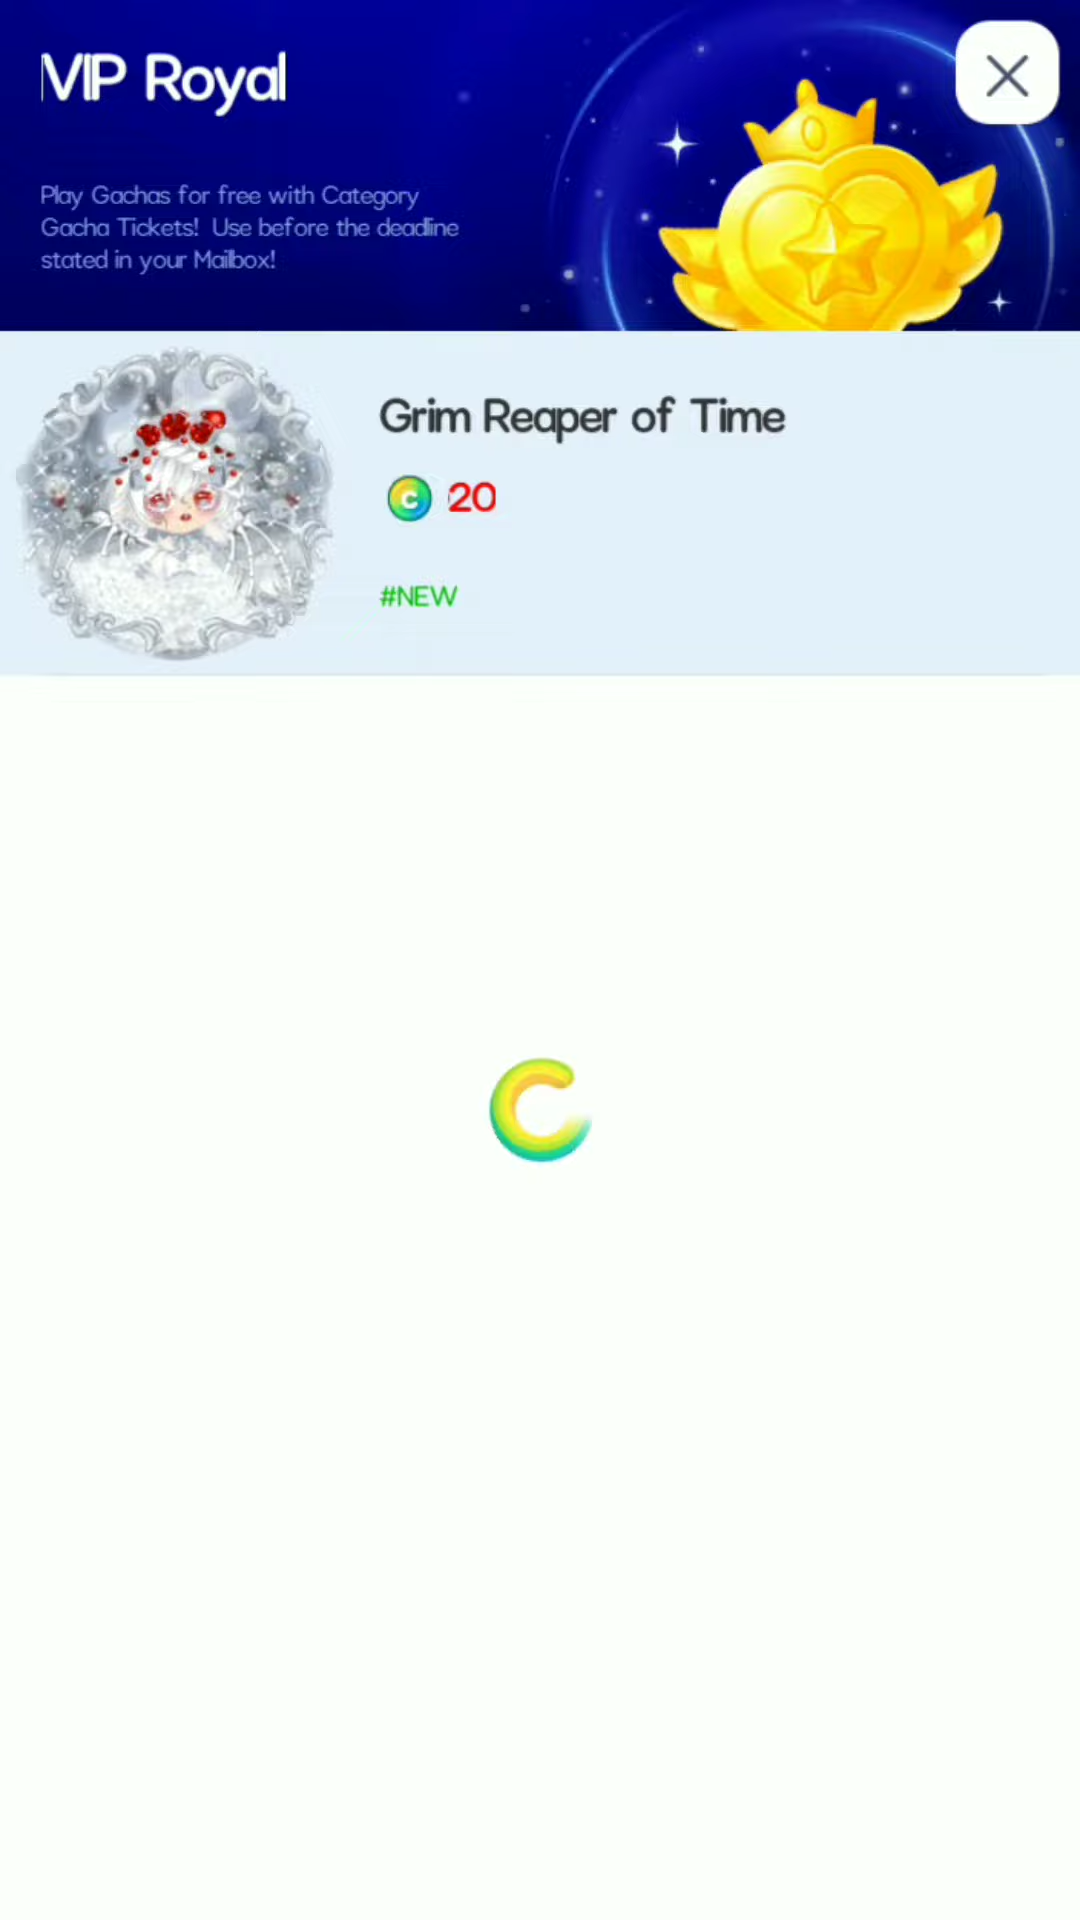 VIP Royal
Play Gachas for free with Category
Gacha Tickets! Use before the deadline
stated in your Mailbox!
Grim Reaper of Time
C 20
#NEW